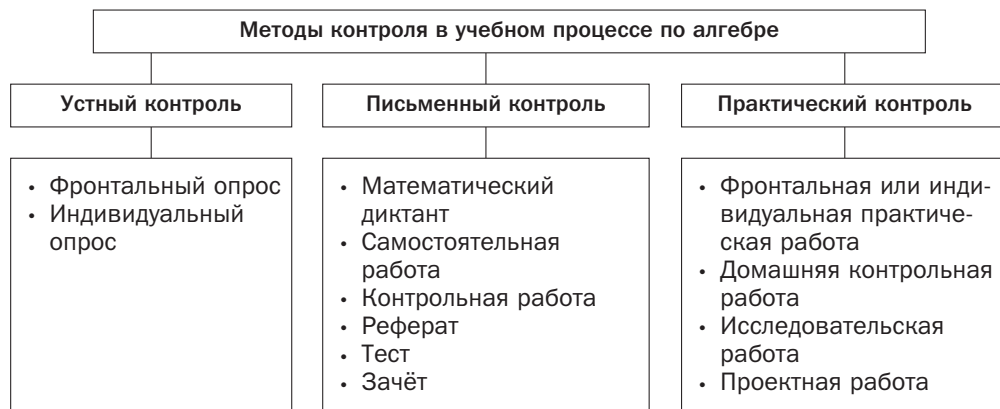 Методы контроля в учебном процессе по алгебре
Устный контроль
• Фронтальный опрос
• Индивидуальный
опрос
Письменный контроль
• Математический
диктант
• Самостоятельная
работа
• Контрольная работа
• Реферат
• Тест
• Зачёт
Практический контроль
• Фронтальная или инди-
видуальная практиче-
ская работа
• Домашняя контрольная
работа
• Исследовательская
работа
• Проектная работа